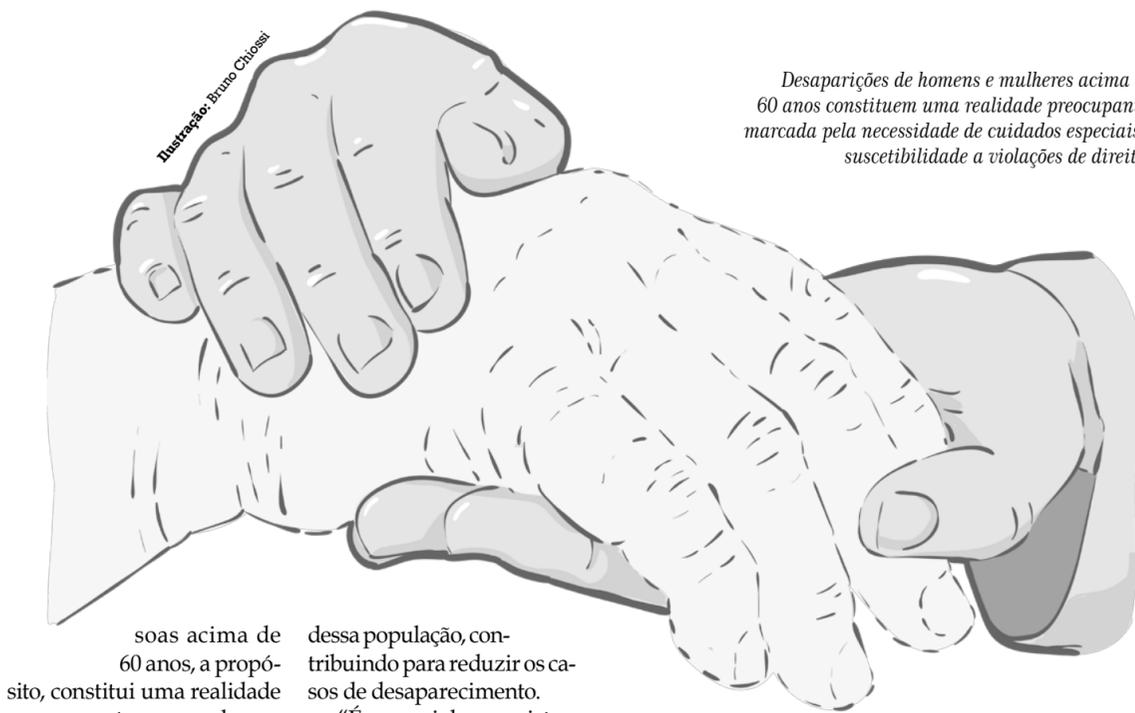 Ilustração: Bruno Chiossi
Desaparições de homens e mulheres acima
60 anos constituem uma realidade
marcada pela necessidade de cuidados especiais
suscetibilidade a violações de
soas acima de
60 anos, a propó-
sito, constitui uma realidade
dessa população, con-
tribuindo para reduzir os ca-
sos de desaparecimento.